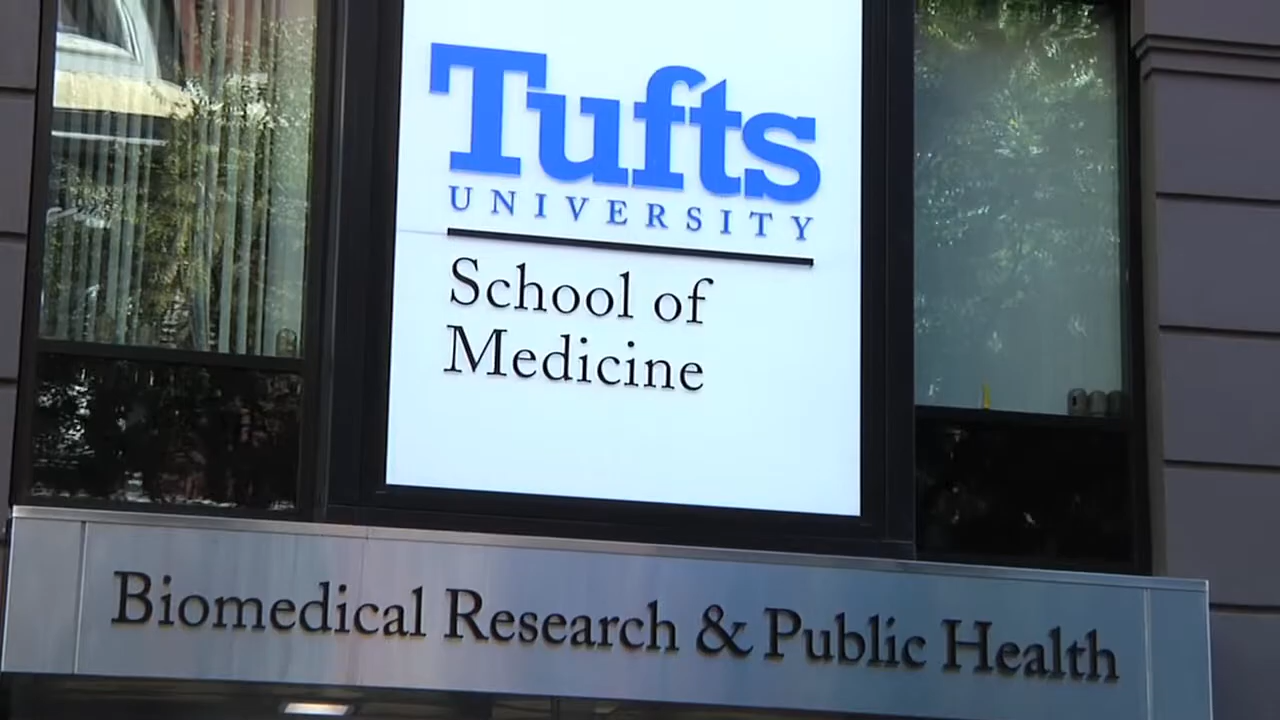 Tufts
UNIVERSITY
School of
Medicine
Biomedical Research & Public Health